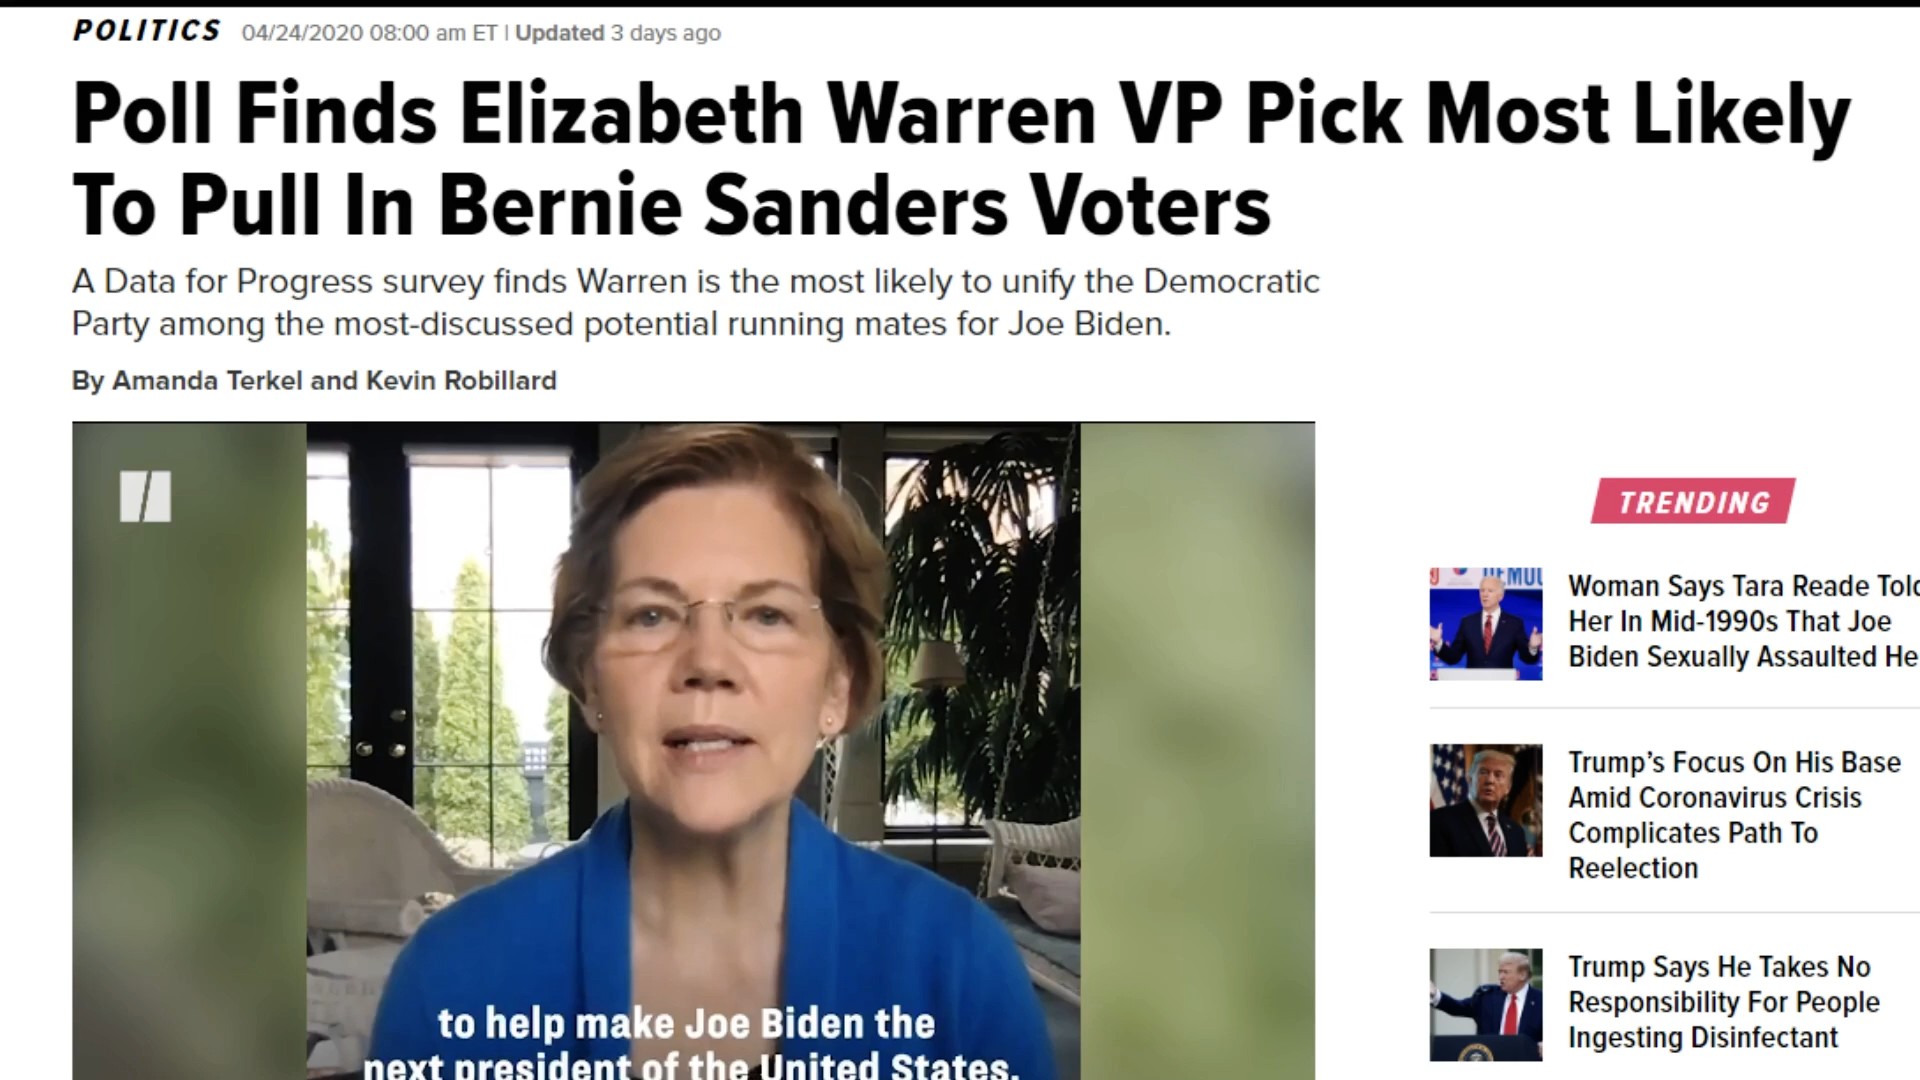 POLITICS 04/24/2020 08:00 am ET | Updated 3 days ago
Poll Finds Elizabeth Warren VP Pick Most Likely
To Pull In Bernie Sanders Voters
A Data for Progress survey finds Warren is the most likely to unify the Democratic
Party among the most-discussed potential running mates for Joe Biden.
By Amanda Terkel and Kevin Robillard
to help make Joe Biden the
next president of the United States.
TRENDING
Woman Says Tara Reade Told
Her In Mid-1990s That Joe
Biden Sexually Assaulted He
Trump's Focus On His Base
Amid Coronavirus Crisis
Complicates Path To
Reelection
Trump Says He Takes No
Responsibility For People
Ingesting Disinfectant